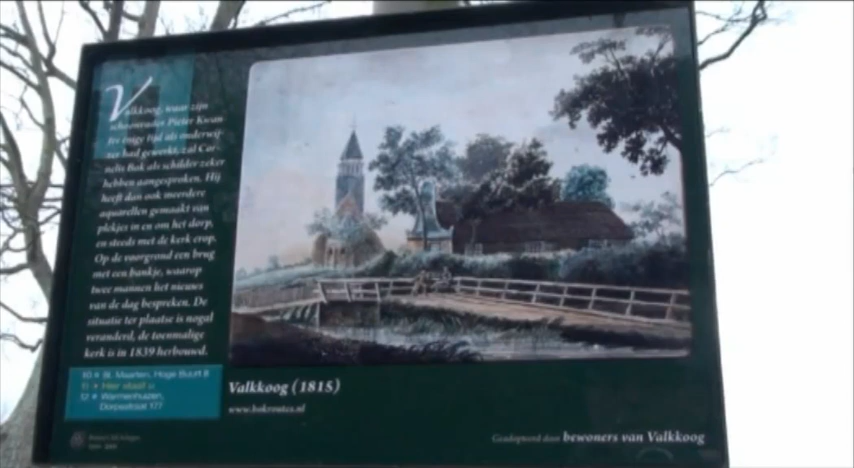 Valkkoog, waar zijn
schoonvader Pieter Kwan
tes enige tijd als onderwij-
zer had gewerkt, zal Cor-
nelis Bok als schilder zeker
hebben aangesproken. Hij
heeft dan ook meerdere
aquarellen gemaakt van
plekjes in en om het dorp,
en steeds met de kerk erop.
Op de voorgrond een brug
met een bankje, waarop
twee mannen het nieuws
van de dag bespreken. De
situatie ter plaatse is nogal
veranderd, de toenmalige
kerk is in 1839 herbouwd.
10 • St. Maarten, Hoge Buurt 8
11 • Hier staat u
12 • Warmenhuizen,
Dorpsstraat 177
Valkkoog (1815)
www.bokroutes.nl
Geadopteerd door bewoners van Valkkoog